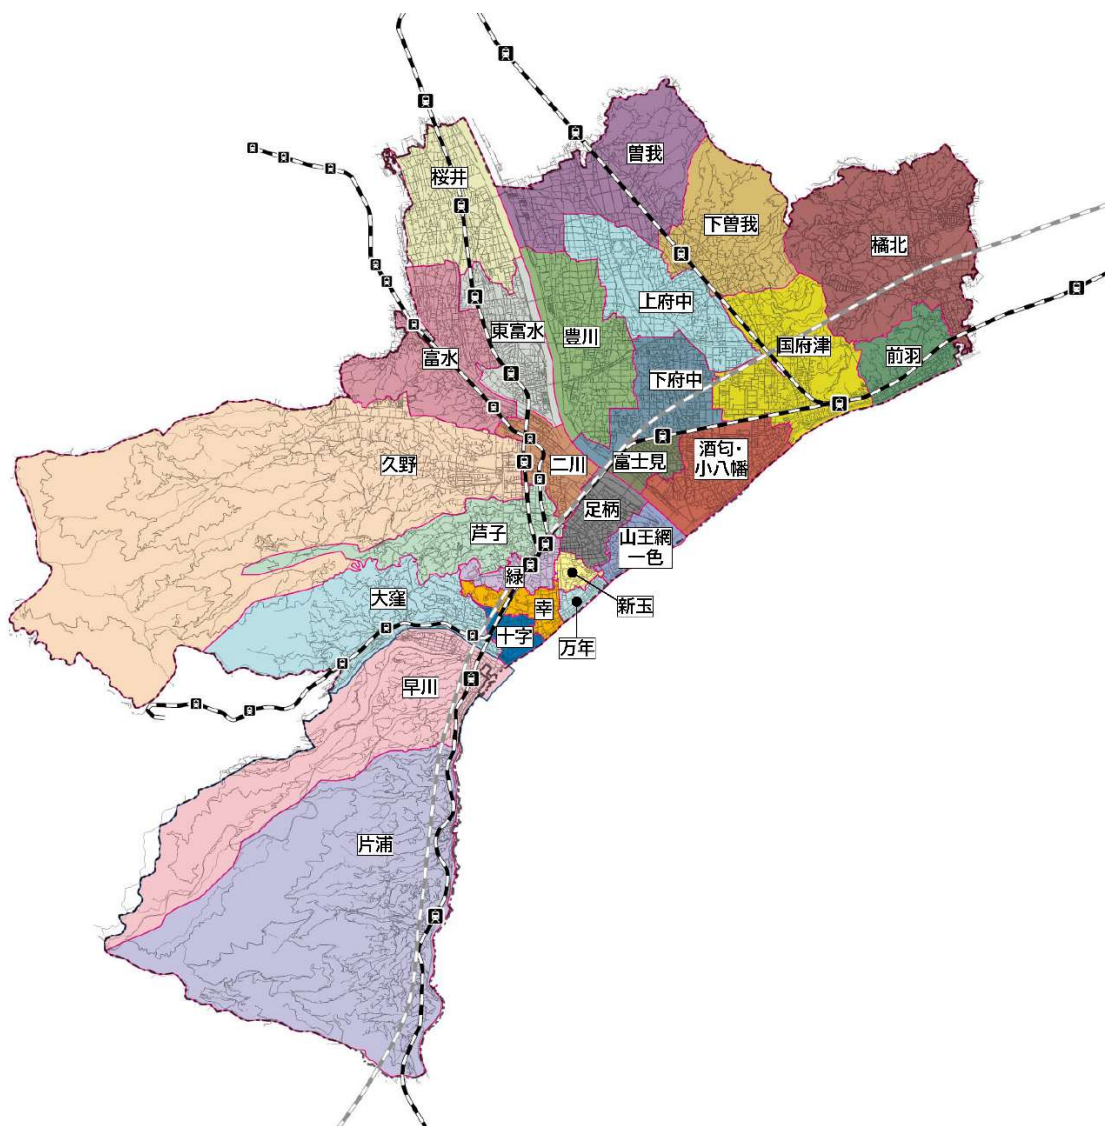 曽我
桜井
下曽我
橘北
上府中
東富水
豊川
国府津
富水
下府中
前羽
酒匂・
小八幡
久野
二川
富士見
足柄
芦子
山王網
一色
緑
大窪
幸
新玉
十字
万年
早川
片浦